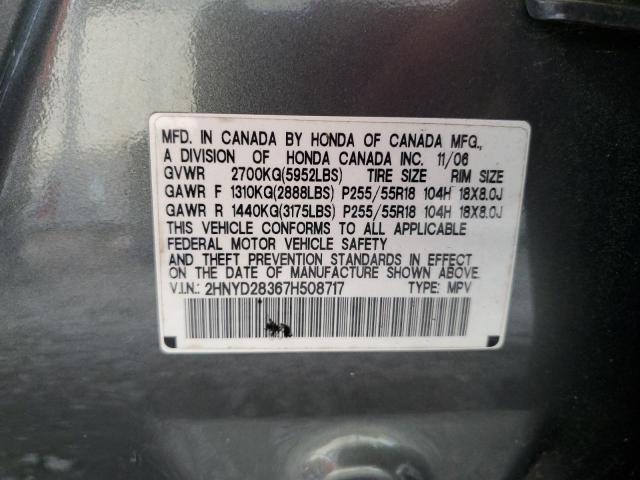 MFD. IN CANADA BY HONDA OF CANADA MFG.,
A DIVISION OF HONDA CANADA INC. 11/06
GVWR 2700KG(5952LBS) TIRE SIZE RIM SIZE
GAWR F 1310KG(2888LBS) P255/55R18 104H 18X8.0J
GAWR R 1440KG(3175LBS) P255/55R18 104H 18X8.0J
THIS VEHICLE CONFORMS TO ALL APPLICABLE
FEDERAL MOTOR VEHICLE SAFETY
AND THEFT PREVENTION STANDARDS IN EFFECT
ON THE DATE OF MANUFACTURE SHOWN ABOVE.
V.I.N.: 2HNYD28367H508717 TYPE: MPV